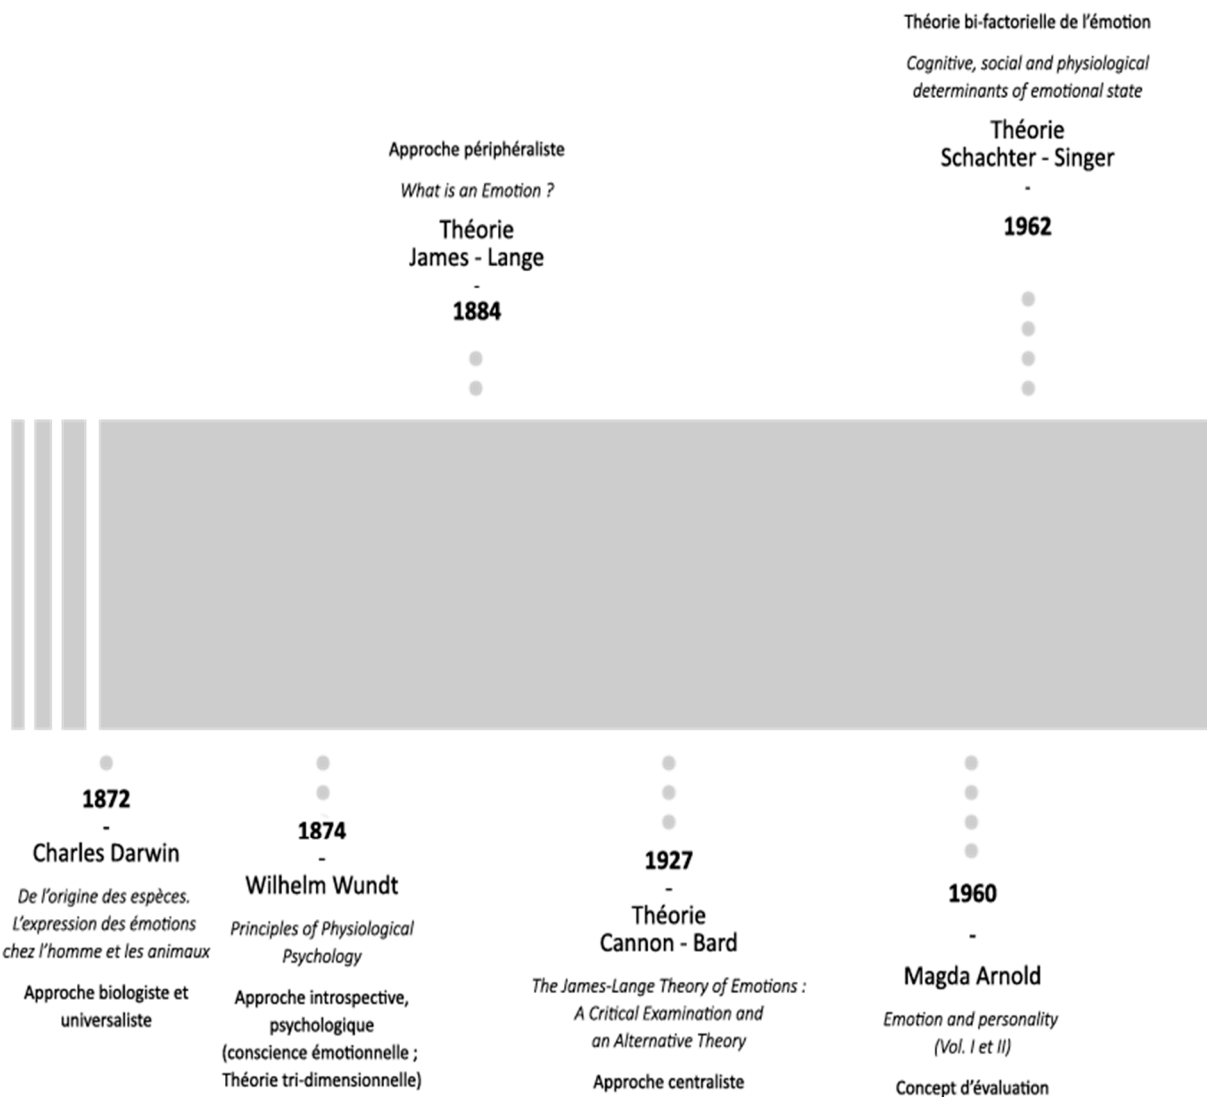 Théorie bi-factorielle de l'émotion
Cognitive, social and physiological
determinants of emotional state
Théorie
Schachter - Singer
-
1962
Approche périphéraliste
What is an Emotion ?
Théorie
James - Lange
-
1884
1872
-
Charles Darwin
De l'origine des espèces.
L'expression des émotions
chez l'homme et les animaux
Approche biologiste et
universaliste
1874
-
Wilhelm Wundt
Principles of Physiological
Psychology
Approche introspective,
psychologique
(conscience émotionnelle ;
Théorie tri-dimensionnelle)
1927
-
Théorie
Cannon - Bard
The James-Lange Theory of Emotions :
A Critical Examination and
an Alternative Theory
Approche centraliste
1960
-
Magda Arnold
Emotion and personality
(Vol. I et II)
Concept d'évaluation